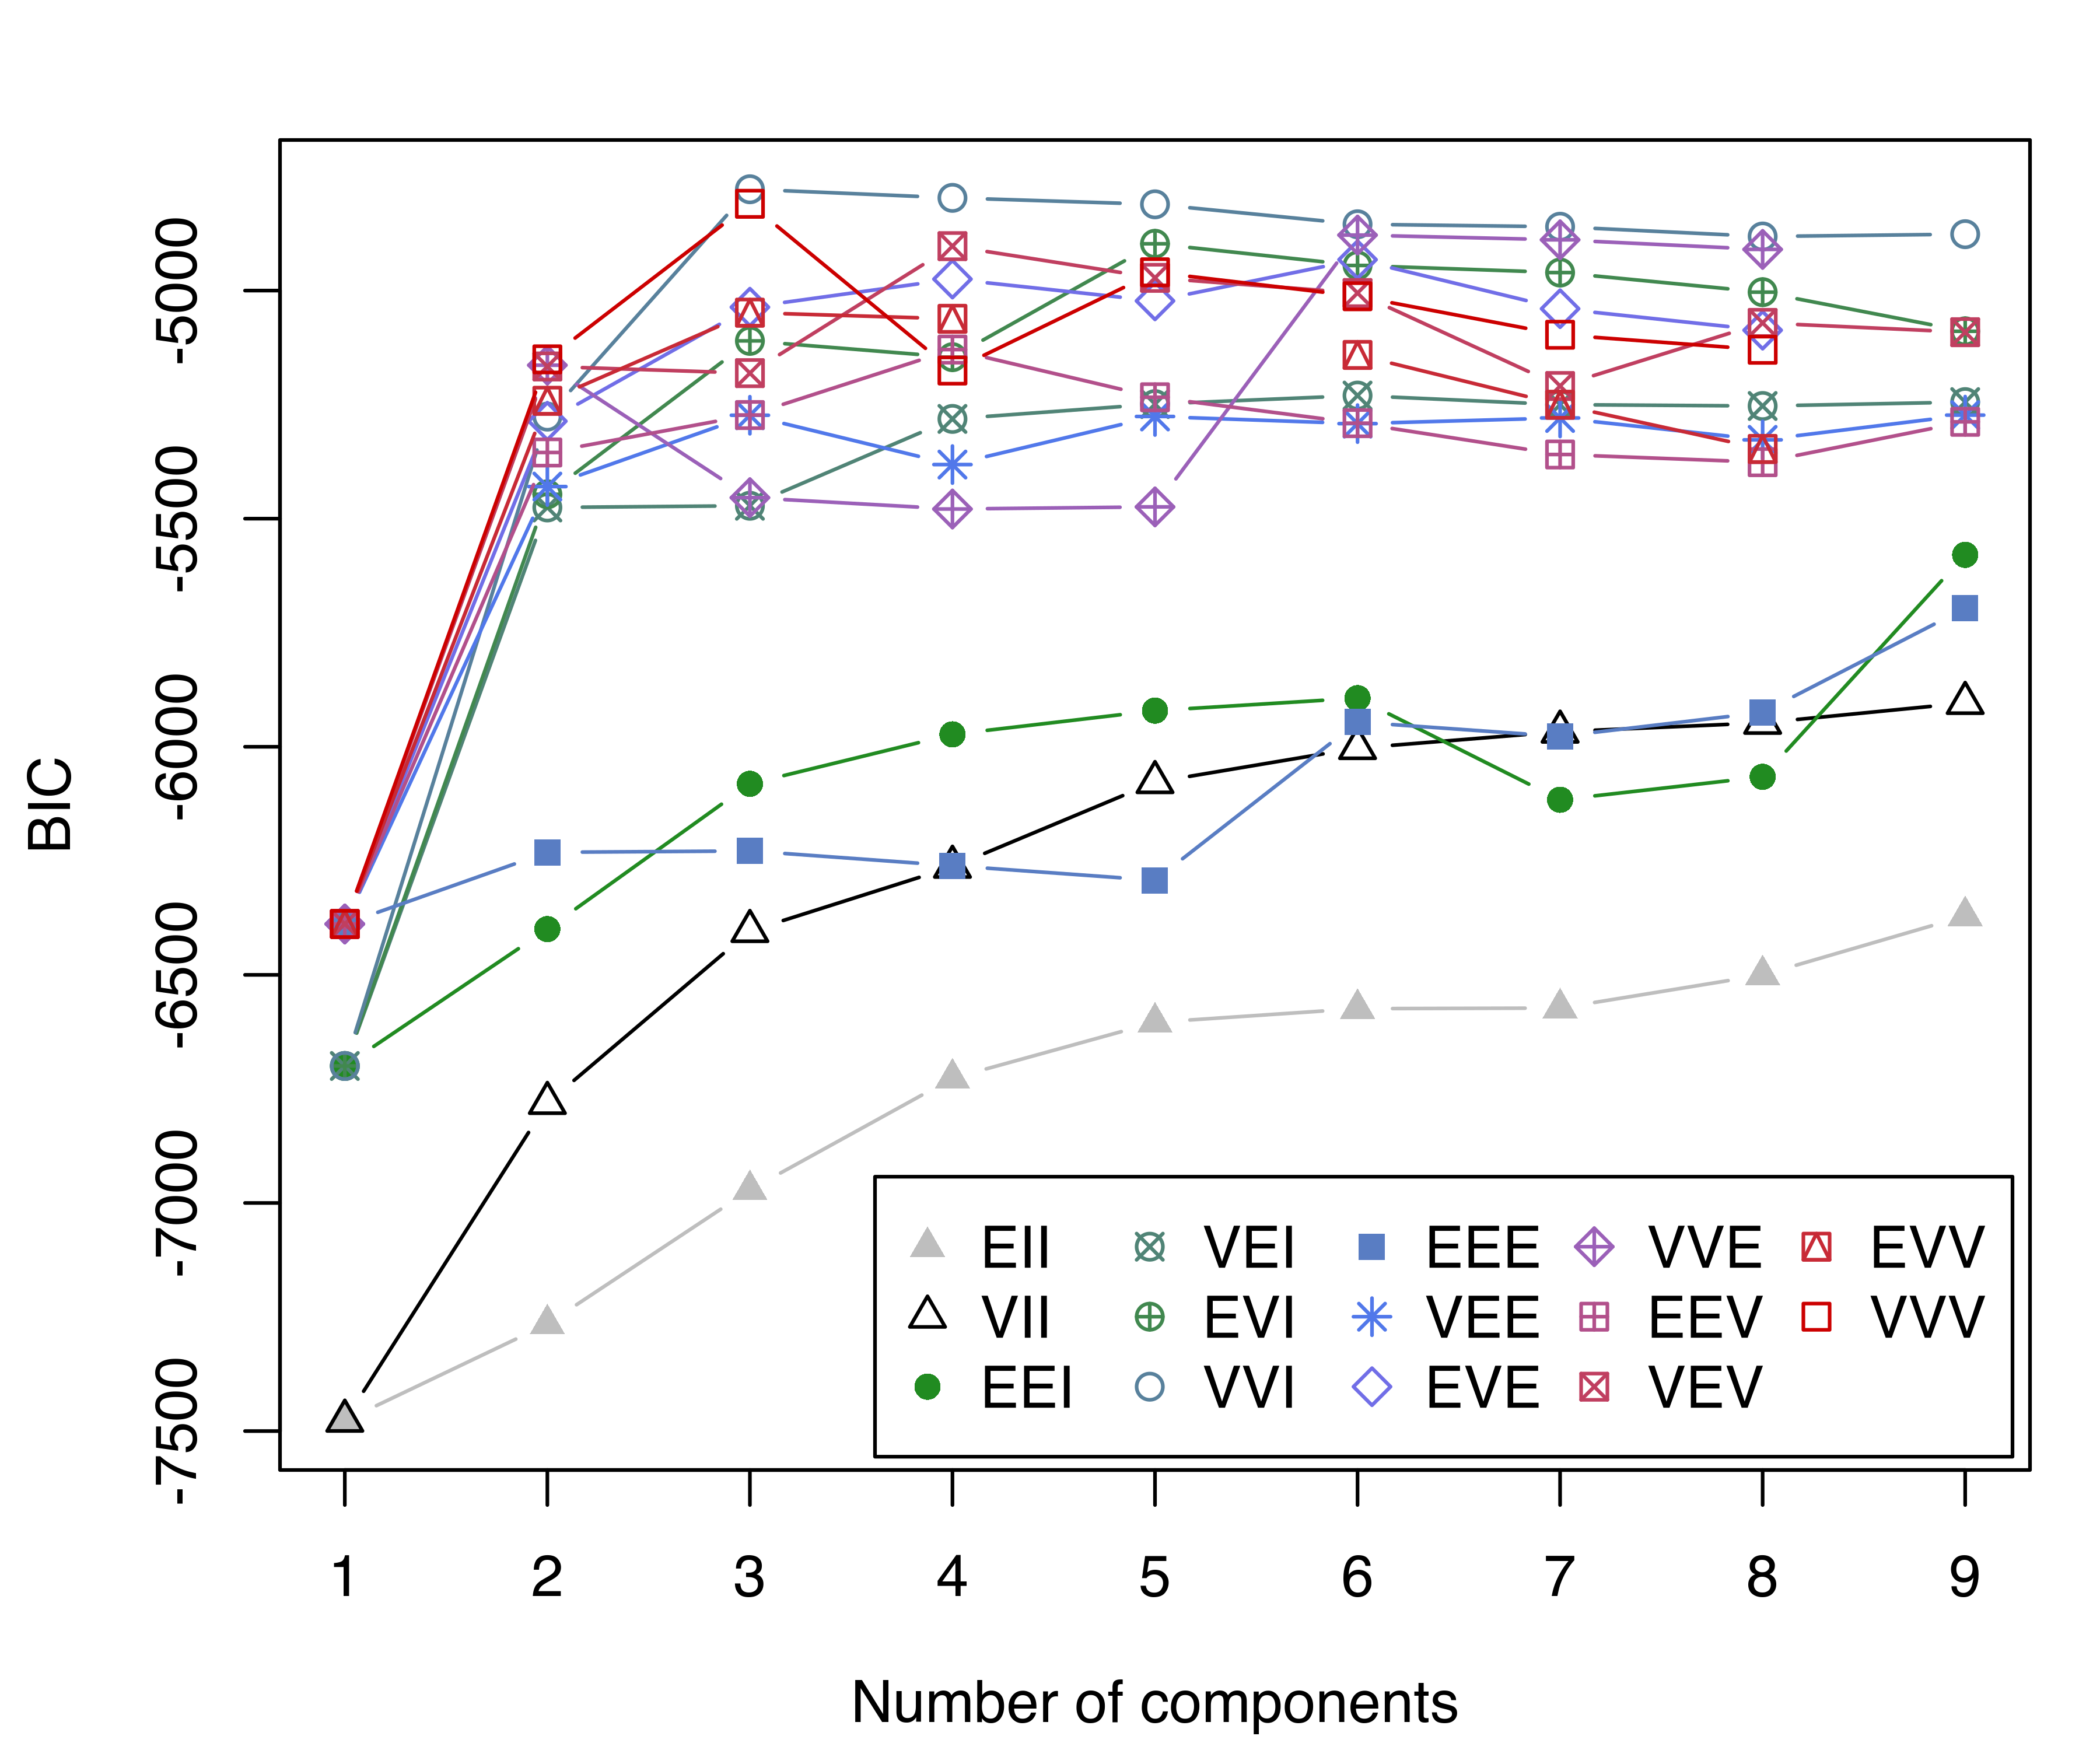 BIC
-5000
-5500
-6000
-6500
-7000
-7500
EII VEI EEE VVE EVV
VII EVI VEE EEV VVV
EEI VVI EVE VEV
1 2 3 4 5 6 7 8 9
Number of components